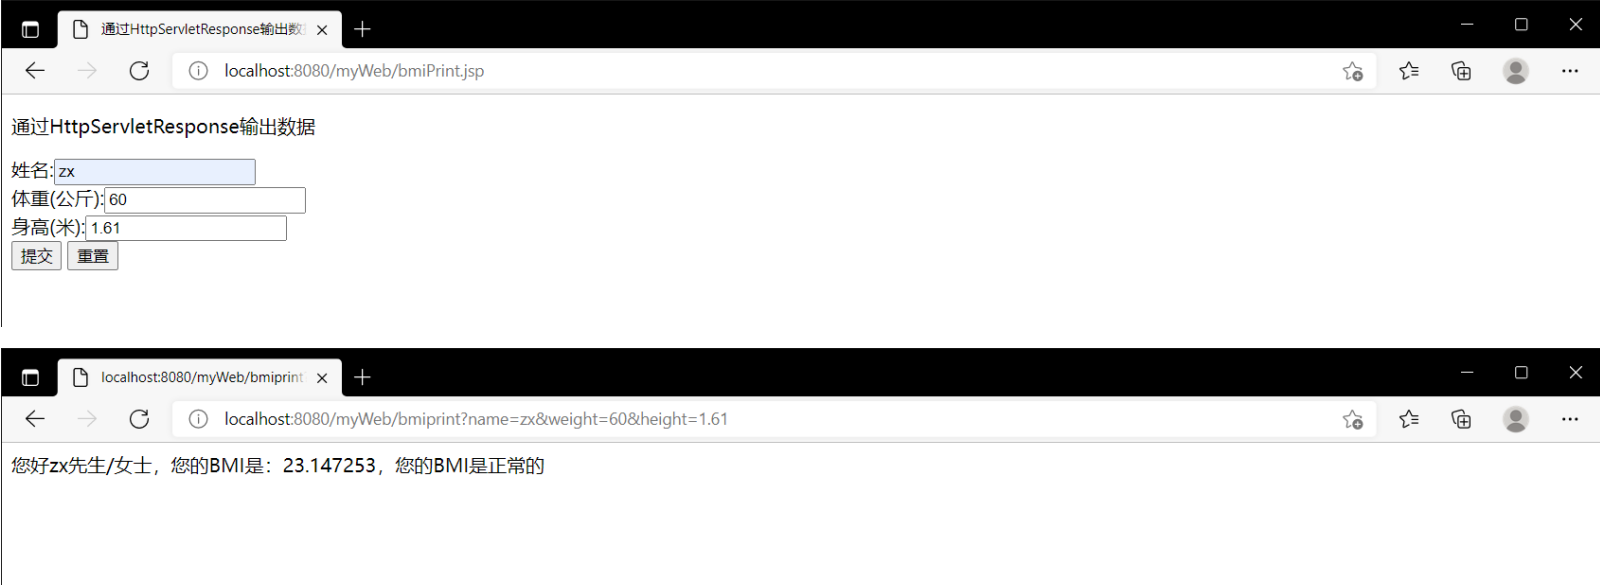 通过HttpServletResponse输出数据
localhost:8080/myWeb/bmiPrint.jsp
通过HttpServletResponse输出数据
姓名:zx
体重(公斤):60
身高(米):1.61
提交 重置
localhost:8080/myWeb/bmiprint
localhost:8080/myWeb/bmiprint?name=zx&weight=60&height=1.61
您好zx先生/女士，您的BMI是：23.147253，您的BMI是正常的